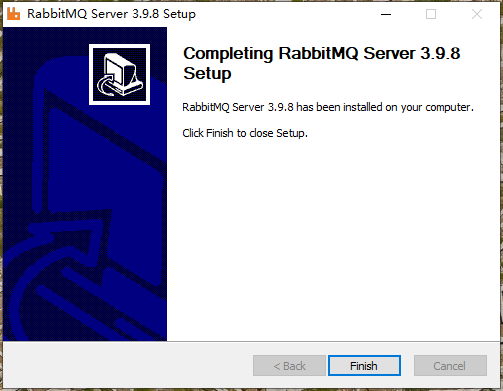 RabbitMQ Server 3.9.8 Setup
Completing RabbitMQ Server 3.9.8
Setup
RabbitMQ Server 3.9.8 has been installed on your computer.
Click Finish to close Setup.
< Back
Finish
Cancel